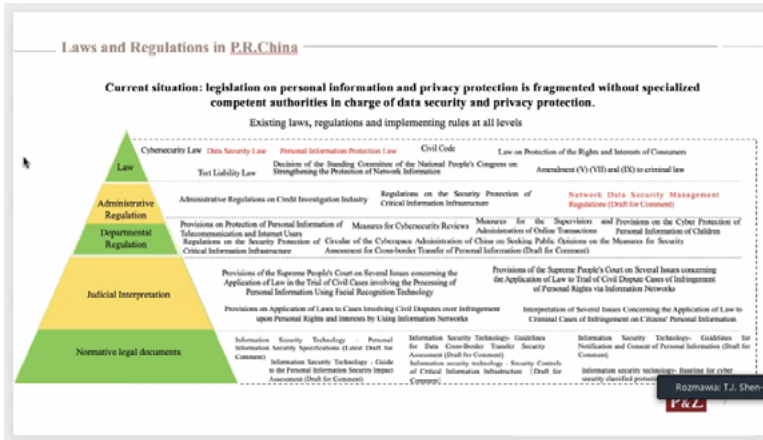 Laws and Regulations in P.R.China
Current situation: legislation on personal information and privacy protection is fragmented without specialized
competent authorities in charge of data security and privacy protection.
Existing laws, regulations and implementing rules at all levels
Law
Cybersecurity Law Data Security Law Personal Information Protection Law Civil Code Law on Protection of the Rights and Interests of Consumers
Tort Liability Law
Decision of the Standing Committee of the National People's Congress on
Strengthening the Protection of Network Information
Amendment (V) (VII) and (IX) to criminal law
Administrative
Regulation
Administrative Regulations on Credit Investigation Industry
Regulations on the Security Protection of
Critical Information Infrastructure
Network Data Security Management
Regulations (Draft for Comment)
Departmental
Regulation
Provisions on Protection of Personal Information of
Telecommunication and Internet Users
Measures for Cybersecurity Reviews
Measures for the Supervision and
Administration of Online Transactions
Provisions on the Cyber Protection of
Personal Information of Children
Regulations on the Security Protection of
Critical Information Infrastructure
Circular of the Cyberspace Administration of China on Seeking Public Opinions on the Measures for Security
Assessment for Cross-border Transfer of Personal Information (Draft for Comment)
Judicial Interpretation
Provisions of the Supreme People's Court on Several Issues concerning the
Application of Law in the Trial of Civil Cases involving the Processing of
Personal Information Using Facial Recognition Technology
Provisions of the Supreme People's Court on Several Issues concerning
the Application of Law to Trial of Civil Dispute Cases of Infringement
of Personal Rights via Information Networks
Provisions on Application of Laws to Cases Involving Civil Disputes over Infringement
upon Personal Rights and Interests by Using Information Networks
Interpretation of Several Issues Concerning the Application of Law to
Criminal Cases of Infringement on Citizens' Personal Information
Normative legal documents
Information Security Technology - Personal
Information Security Specifications (Latest Draft for
Comment)
Information Security Technology - Guide
to the Personal Information Security Impact
Assessment (Draft for Comment)
Information Security Technology- Guidelines
for Data Cross-Border Transfer Security
Assessment (Draft for Comment)
Information security technology - Security Controls
of Critical Information Infrastructure (Draft for
Comment)
Information Security Technology- Guidelines for
Notification and Consent of Personal Information (Draft for
Comment)
Information security technology- Baseline for cyber
security classified
Rozmawia: T.J. Shen-
P&Z